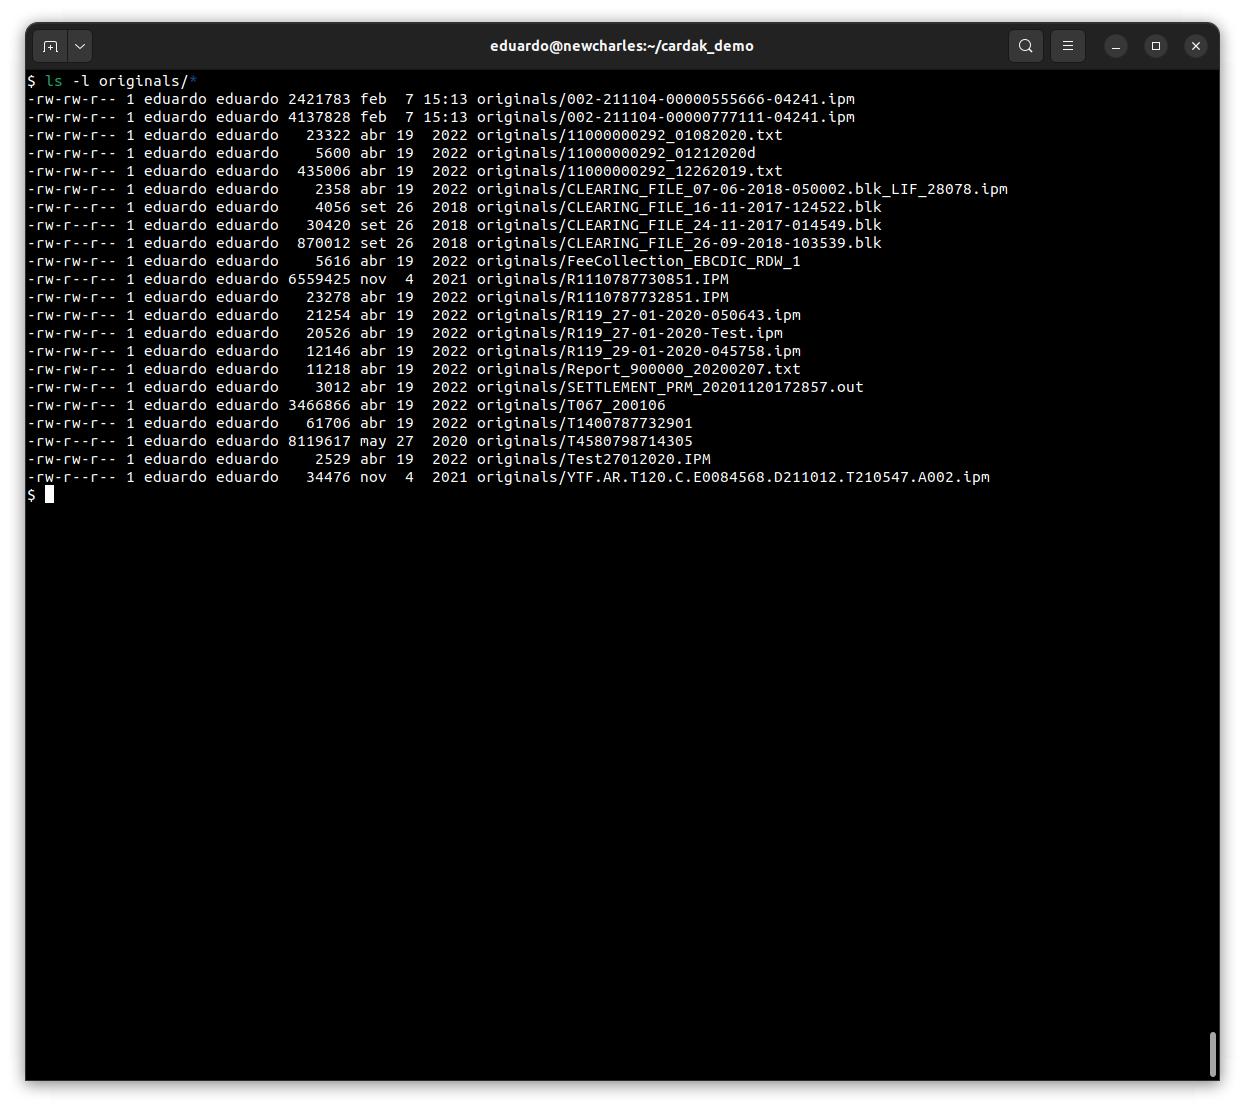 eduardo@newcharles:~/cardak_demo
$ ls -l originals/*
-rw-rw-r-- 1 eduardo eduardo 2421783 feb  7 15:13 originals/002-211104-00000555666-04241.ipm
-rw-rw-r-- 1 eduardo eduardo 4137828 feb  7 15:13 originals/002-211104-00000777111-04241.ipm
-rw-rw-r-- 1 eduardo eduardo   23322 abr 19  2022 originals/11000000292_01082020.txt
-rw-rw-r-- 1 eduardo eduardo    5600 abr 19  2022 originals/11000000292_01212020d
-rw-rw-r-- 1 eduardo eduardo  435006 abr 19  2022 originals/11000000292_12262019.txt
-rw-rw-r-- 1 eduardo eduardo    2358 abr 19  2022 originals/CLEARING_FILE_07-06-2018-050002.blk_LIF_28078.ipm
-rw-r--r-- 1 eduardo eduardo    4056 set 26  2018 originals/CLEARING_FILE_16-11-2017-124522.blk
-rw-r--r-- 1 eduardo eduardo   30420 set 26  2018 originals/CLEARING_FILE_24-11-2017-014549.blk
-rw-r--r-- 1 eduardo eduardo  870012 set 26  2018 originals/CLEARING_FILE_26-09-2018-103539.blk
-rw-rw-r-- 1 eduardo eduardo    5616 abr 19  2022 originals/FeeCollection_EBCDIC_RDW_1
-rw-rw-r-- 1 eduardo eduardo 6559425 nov  4  2021 originals/R1110787730851.IPM
-rw-rw-r-- 1 eduardo eduardo   23278 abr 19  2022 originals/R1110787732851.IPM
-rw-rw-r-- 1 eduardo eduardo   21254 abr 19  2022 originals/R119_27-01-2020-050643.ipm
-rw-rw-r-- 1 eduardo eduardo   20526 abr 19  2022 originals/R119_27-01-2020-Test.ipm
-rw-rw-r-- 1 eduardo eduardo   12146 abr 19  2022 originals/R119_29-01-2020-045758.ipm
-rw-rw-r-- 1 eduardo eduardo   11218 abr 19  2022 originals/Report_900000_20200207.txt
-rw-rw-r-- 1 eduardo eduardo    3012 abr 19  2022 originals/SETTLEMENT_PRM_20201120172857.out
-rw-rw-r-- 1 eduardo eduardo 3466866 abr 19  2022 originals/T067_200106
-rw-rw-r-- 1 eduardo eduardo   61706 abr 19  2022 originals/T1400787732901
-rw-r--r-- 1 eduardo eduardo 8119617 may 27  2020 originals/T4580798714305
-rw-rw-r-- 1 eduardo eduardo    2529 abr 19  2022 originals/Test27012020.IPM
-rw-r--r-- 1 eduardo eduardo   34476 nov  4  2021 originals/YTF.AR.T120.C.E0084568.D211012.T210547.A002.ipm
$